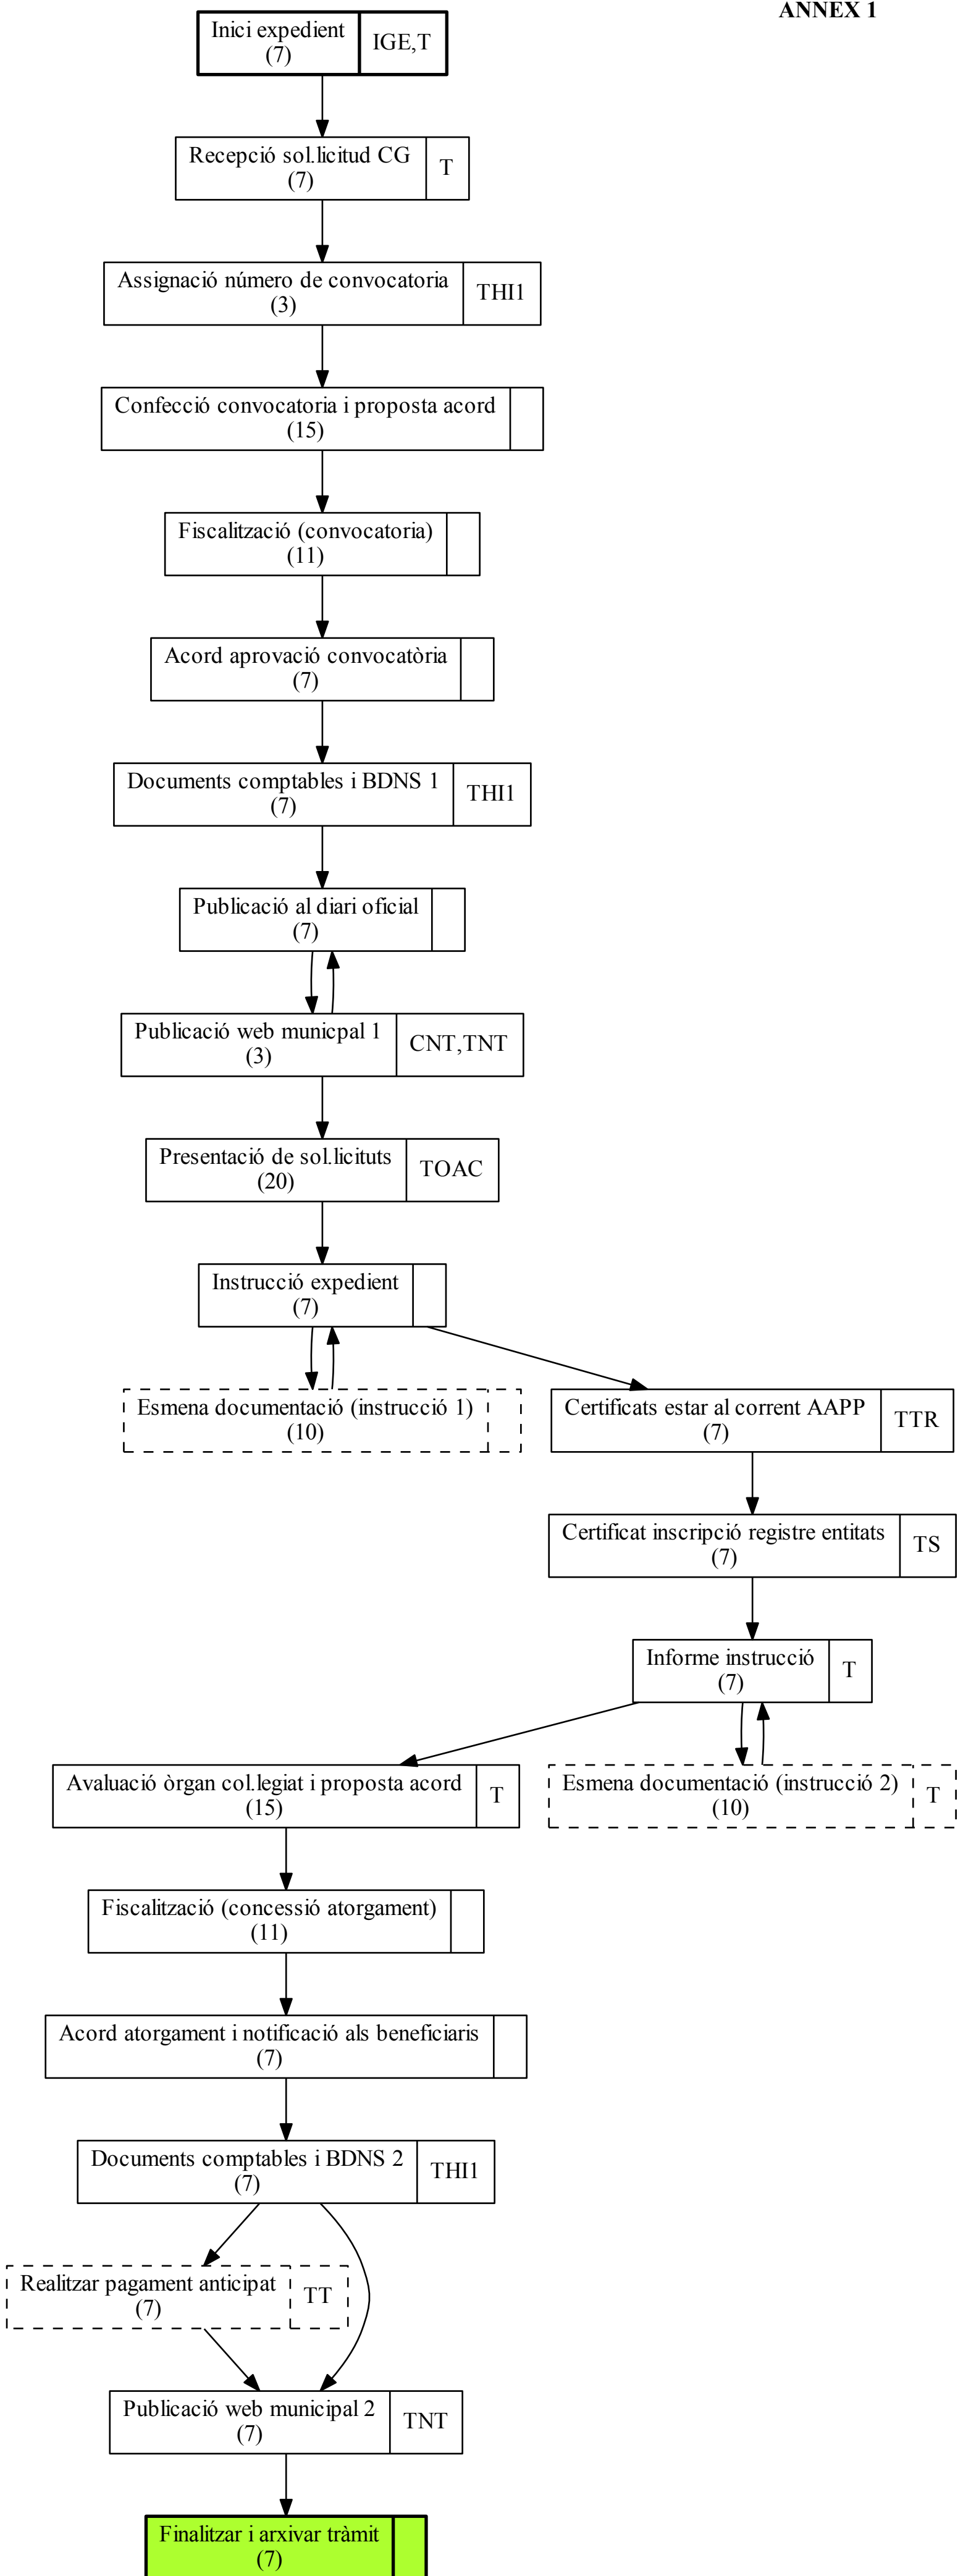 ANNEX 1
Inici expedient
(7)
IGE,T
Recepció sol.licitud CG
(7)
T
Assignació número de convocatoria
(3)
THI1
Confecció convocatoria i proposta acord
(15)
Fiscalització (convocatoria)
(11)
Acord aprovació convocatòria
(7)
Documents comptables i BDNS 1
(7)
THI1
Publicació al diari oficial
(7)
Publicació web municpal 1
(3)
CNT,TNT
Presentació de sol.licituts
(20)
TOAC
Instrucció expedient
(7)
Esmena documentació (instrucció 1)
(10)
Certificats estar al corrent AAPP
(7)
TTR
Certificat inscripció registre entitats
(7)
TS
Informe instrucció
(7)
T
Avaluació òrgan col.legiat i proposta acord
(15)
T
Esmena documentació (instrucció 2)
(10)
T
Fiscalització (concessió atorgament)
(11)
Acord atorgament i notificació als beneficiaris
(7)
Documents comptables i BDNS 2
(7)
THI1
Realitzar pagament anticipat
(7)
TT
Publicació web municipal 2
(7)
TNT
Finalitzar i arxivar tràmit
(7)